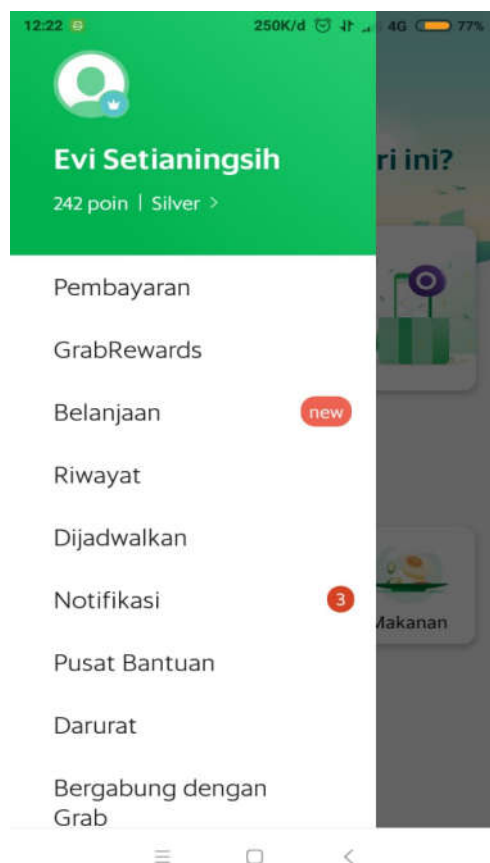 12:22
250K/d 4G 77%
Evi Setianingsih
ri ini?
242 poin | Silver >
Pembayaran
GrabRewards
Belanjaan new
Riwayat
Dijadwalkan
Notifikasi 3
Makanan
Pusat Bantuan
Darurat
Bergabung dengan
Grab